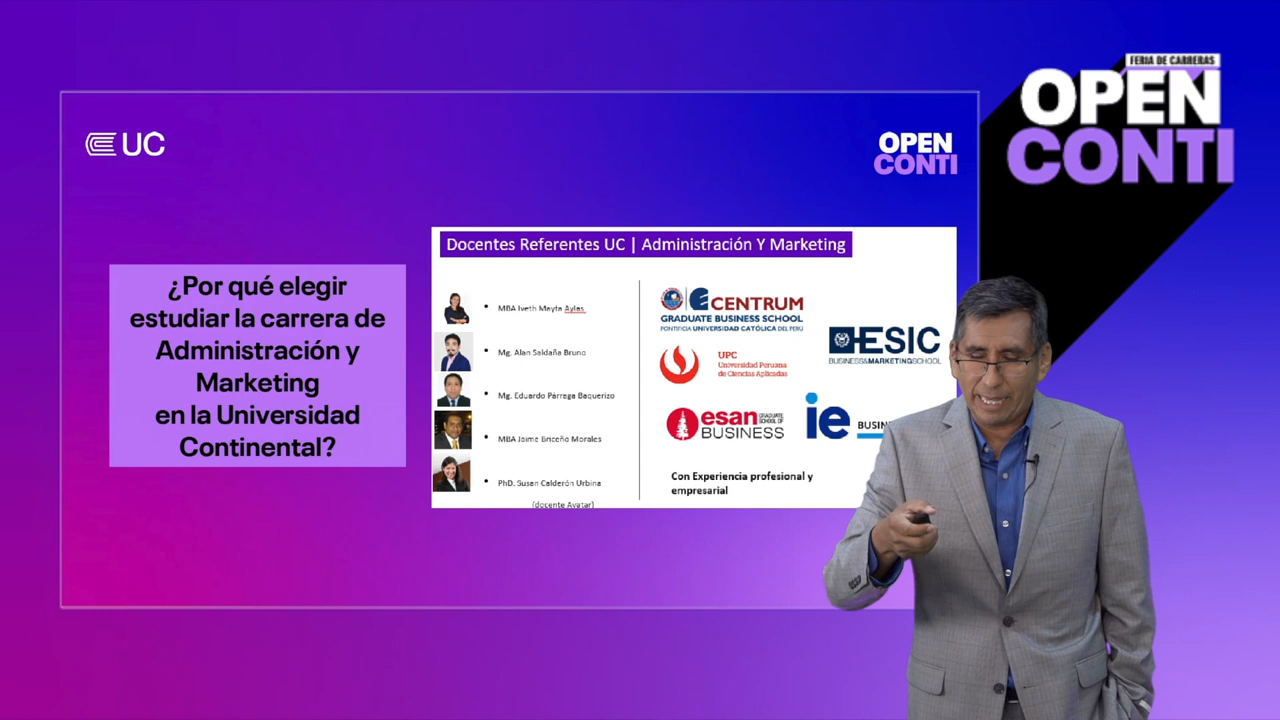 FERIA DE CARRERAS
OPEN
CONTI
UC
OPEN
CONTI
¿Por qué elegir
estudiar la carrera de
Administración y
Marketing
en la Universidad
Continental?
Docentes Referentes UC | Administración Y Marketing
MBA Iveth Mayta Aylas
Mg. Alan Saldaña Bruno
Mg. Eduardo Párraga Baquerizo
MBA Jaime Briceño Morales
PhD. Susan Calderón Urbina
(docente Avatar)
CENTRUM
GRADUATE BUSINESS SCHOOL
PONTIFICIA UNIVERSIDAD CATÓLICA DEL PERÚ
ESIC
BUSINESS&MARKETINGSCHOOL
UPC
Universidad Peruana
de Ciencias Aplicadas
esan GRADUATE SCHOOL OF
BUSINESS
ie
Con Experiencia profesional y
empresarial